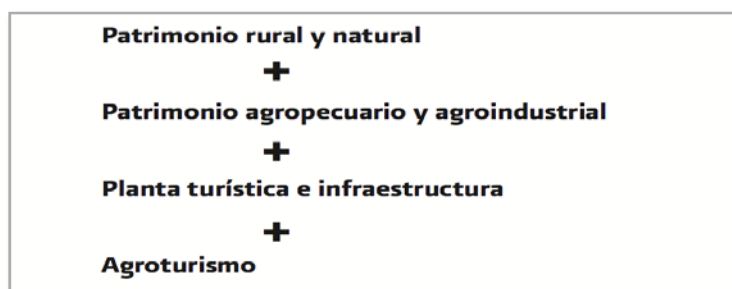 Patrimonio rural y natural
+
Patrimonio agropecuario y agroindustrial
+
Planta turística e infraestructura
+
Agroturismo